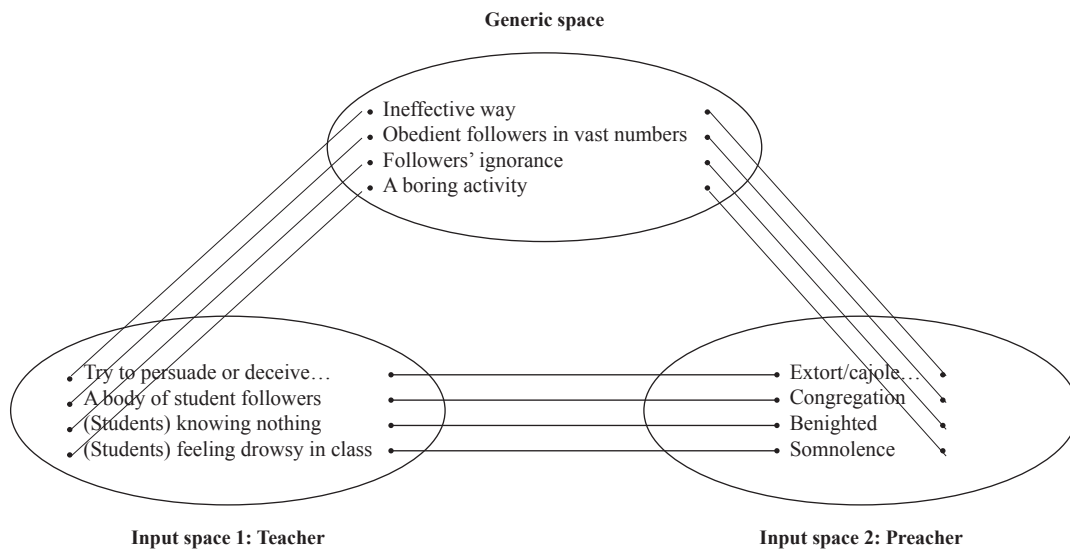 Generic space
Ineffective way
Obedient followers in vast numbers
Followers’ ignorance
A boring activity
Try to persuade or deceive…
A body of student followers
(Students) knowing nothing
(Students) feeling drowsy in class
Extort/cajole…
Congregation
Benighted
Somnolence
Input space 1: Teacher
Input space 2: Preacher